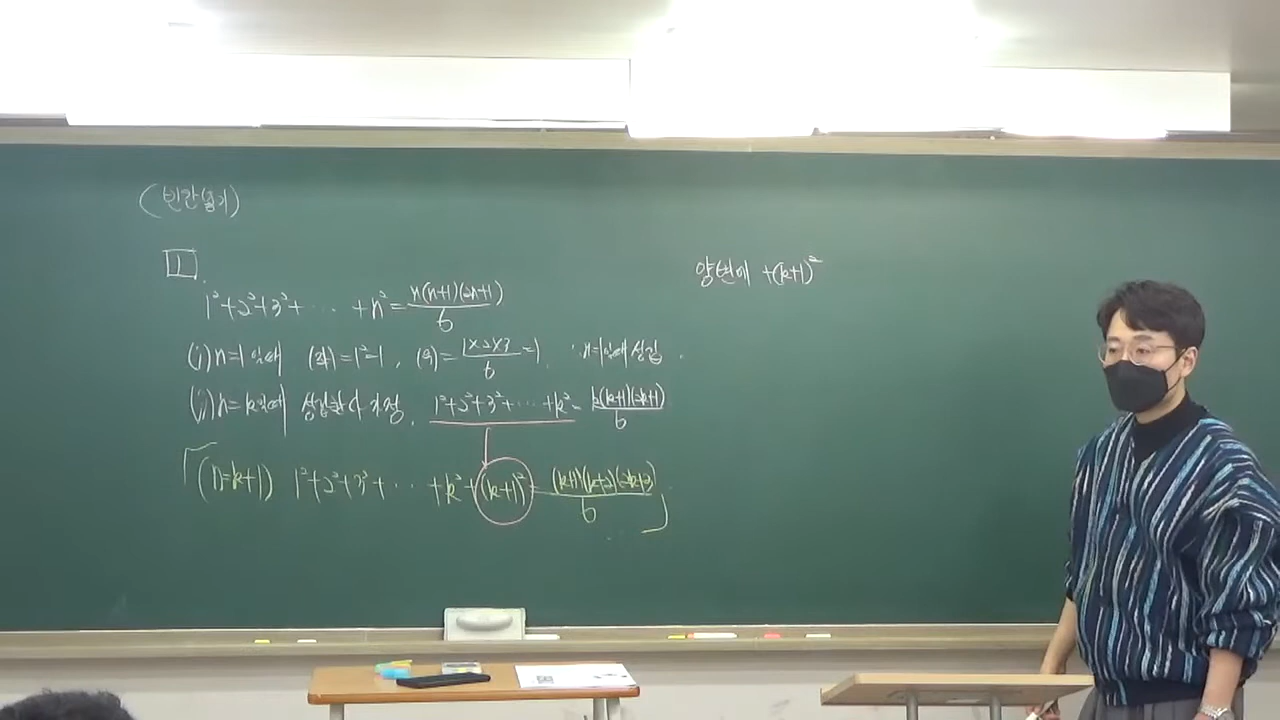 (빈칸 풀기)
1
1²+2²+3²+ ··· +n² = n(n+1)(2n+1)/6
(i) n=1일때 (좌)=1²=1, (우)= 1×2×3/6 =1, ∴ n=1일때 성립.
(ii) n=k일때 성립한다 가정. 1²+2²+3²+ ··· +k² = k(k+1)(2k+1)/6
(n=k+1) 1²+2²+3²+ ··· +k²+(k+1)² = (k+1)(k+2)(2k+3)/6
양변에 +(k+1)²